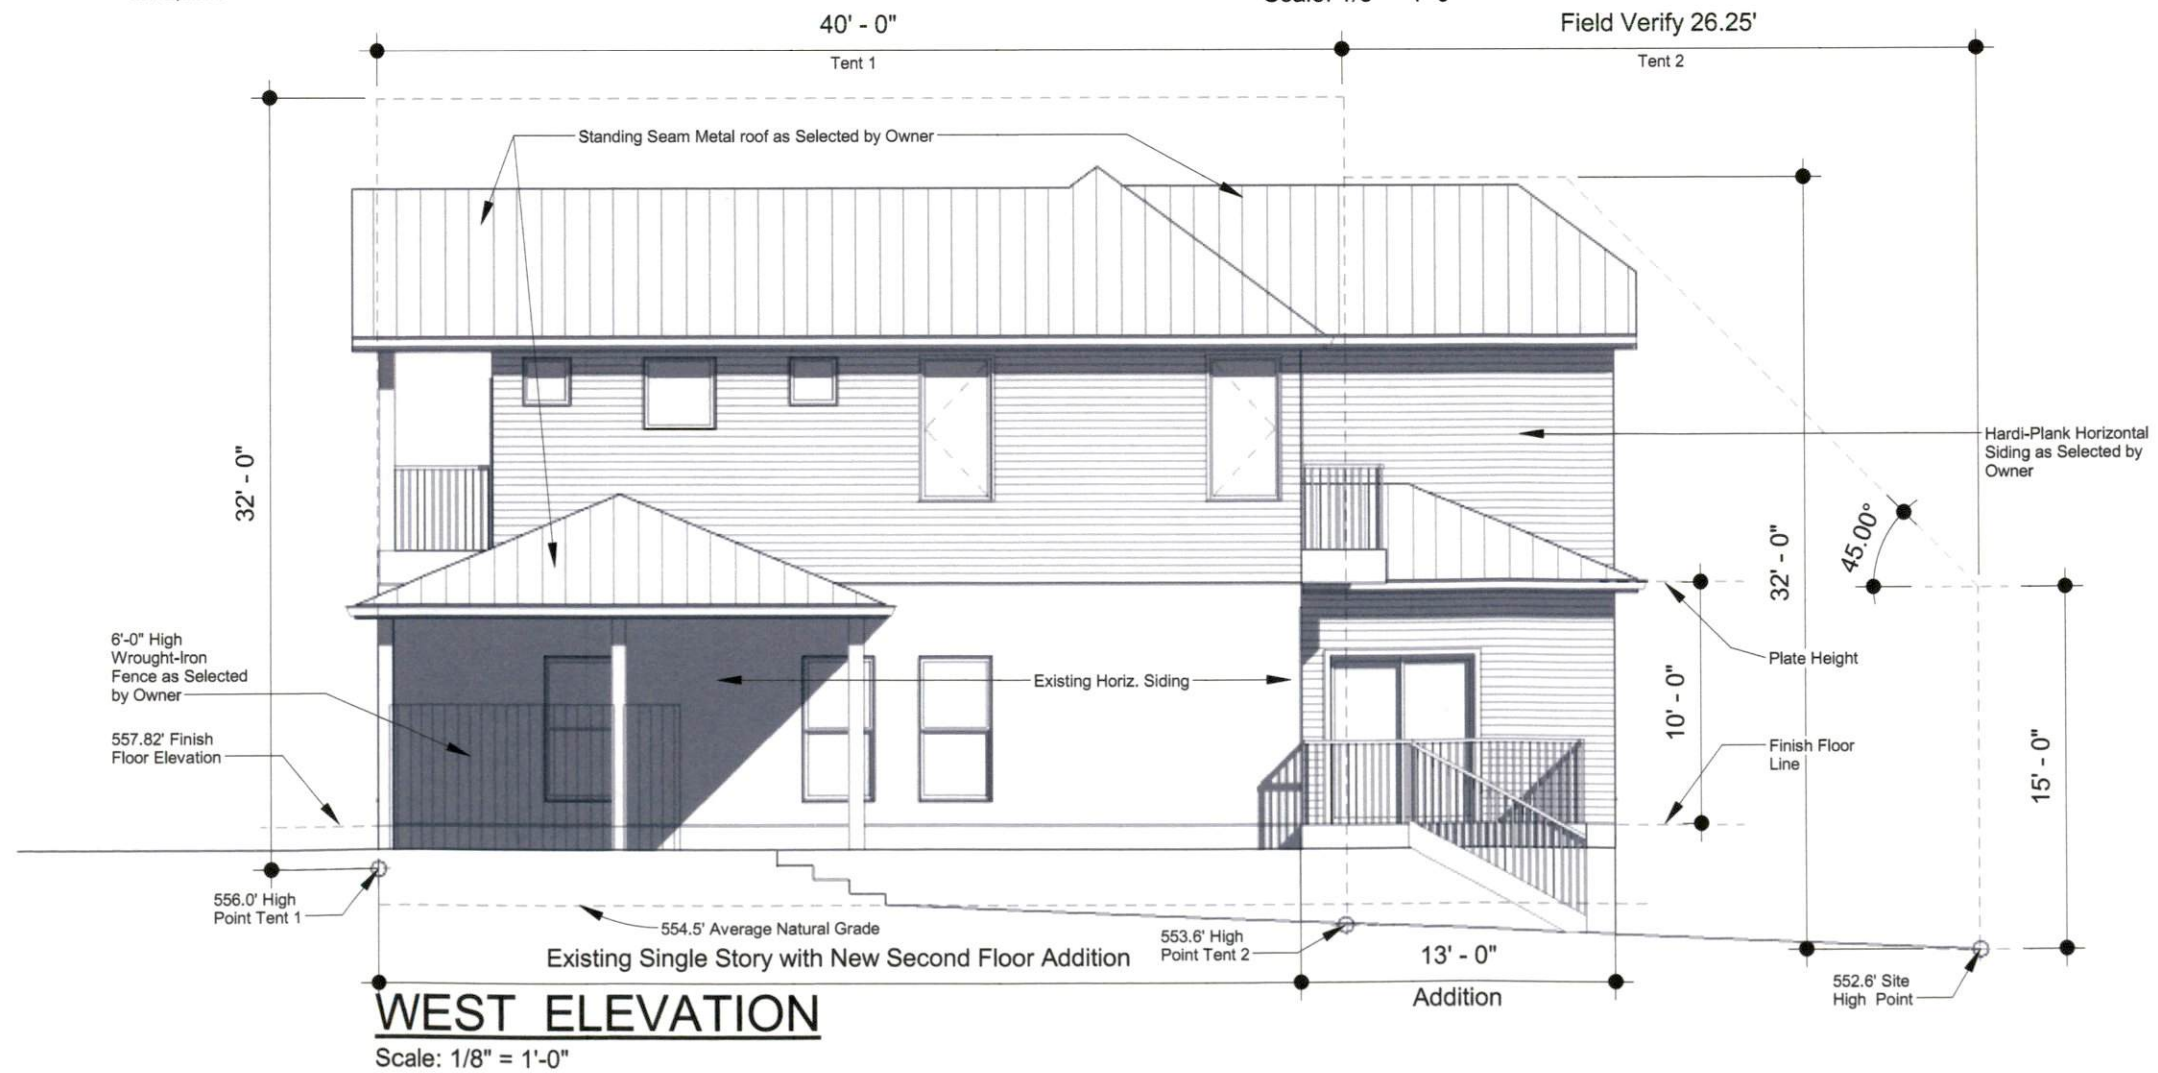 40' - 0"
Field Verify 26.25'
Tent 1
Tent 2
Standing Seam Metal roof as Selected by Owner
32' - 0"
Hardi-Plank Horizontal
Siding as Selected by
Owner
45.00°
32' - 0"
6'-0" High
Wrought-Iron
Fence as Selected
by Owner
Existing Horiz. Siding
Plate Height
10' - 0"
557.82' Finish
Floor Elevation
Finish Floor
Line
15' - 0"
556.0' High
Point Tent 1
554.5' Average Natural Grade
553.6' High
Point Tent 2
Existing Single Story with New Second Floor Addition
13' - 0"
Addition
552.6' Site
High Point
WEST ELEVATION
Scale: 1/8" = 1'-0"